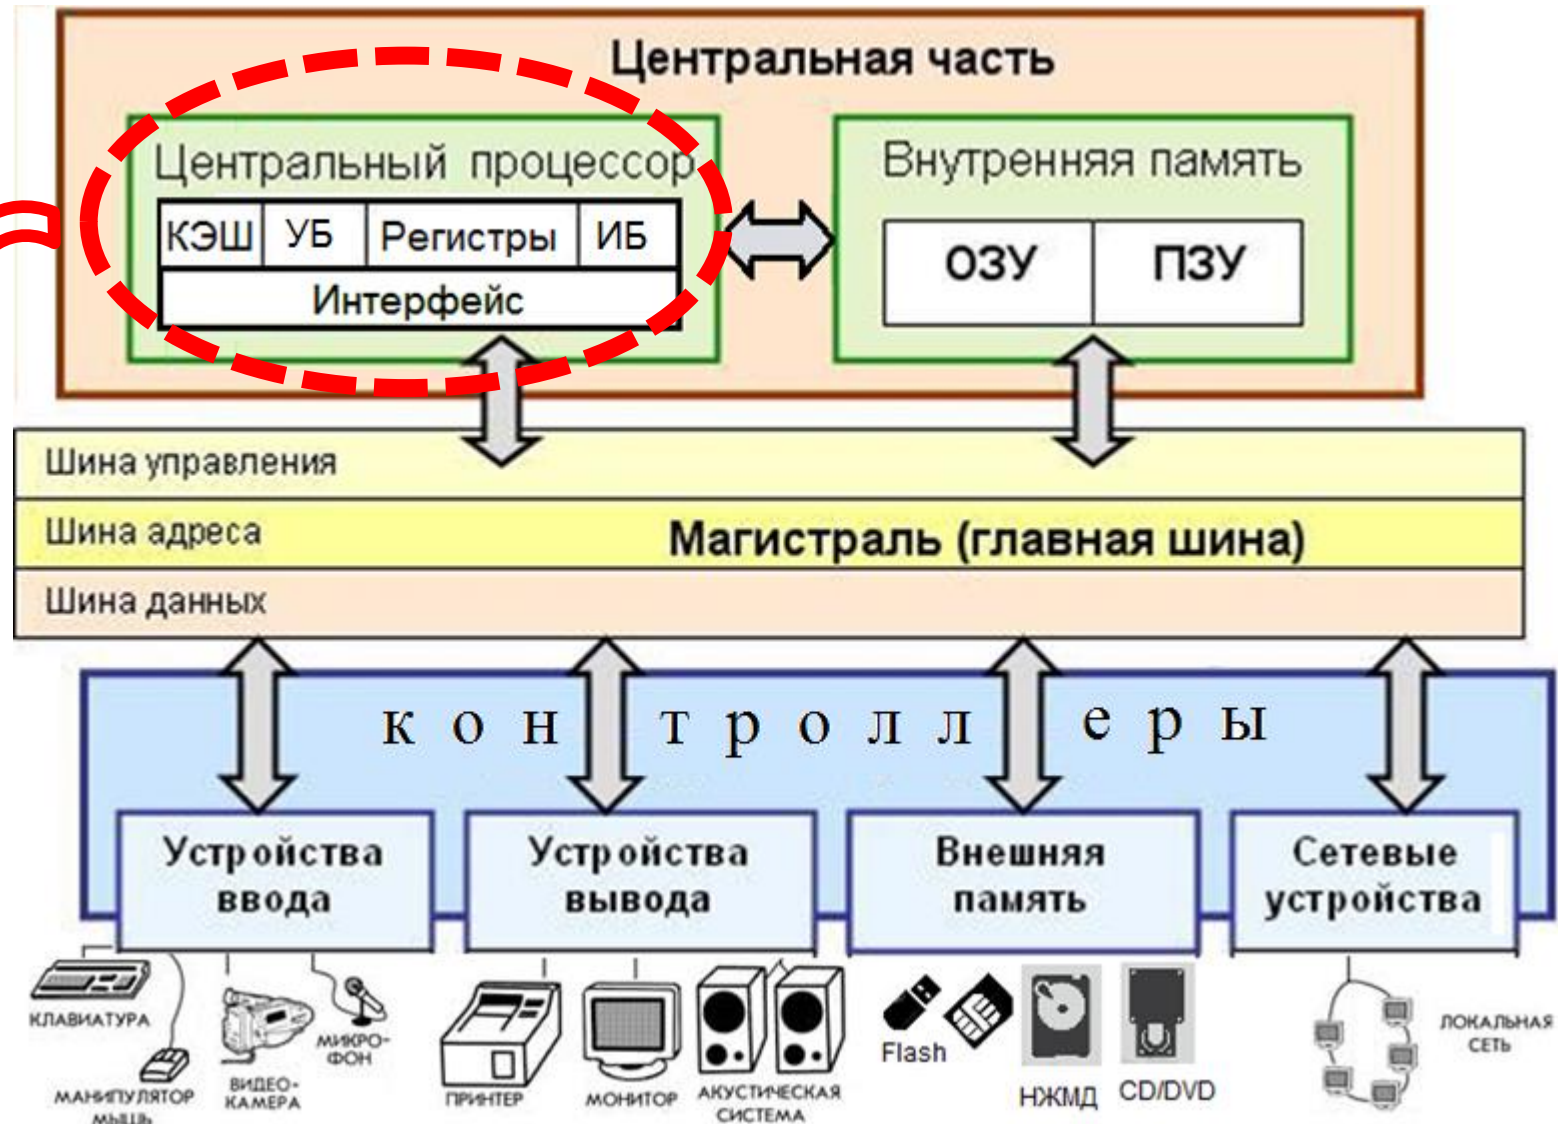 Центральная часть
Центральный процессор
КЭШ УБ Регистры ИБ
Интерфейс
Внутренняя память
ОЗУ ПЗУ
Шина управления
Шина адреса
Магистраль (главная шина)
Шина данных
контроллеры
Устройства
ввода
Устройства
вывода
Внешняя
память
Сетевые
устройства
КЛАВИАТУРА
МАНИПУЛЯТОР
МЫШЬ
ВИДЕО-
КАМЕРА
МИКРО-
ФОН
ПРИНТЕР
МОНИТОР
АКУСТИЧЕСКАЯ
СИСТЕМА
Flash
НЖМД
CD/DVD
ЛОКАЛЬНАЯ
СЕТЬ